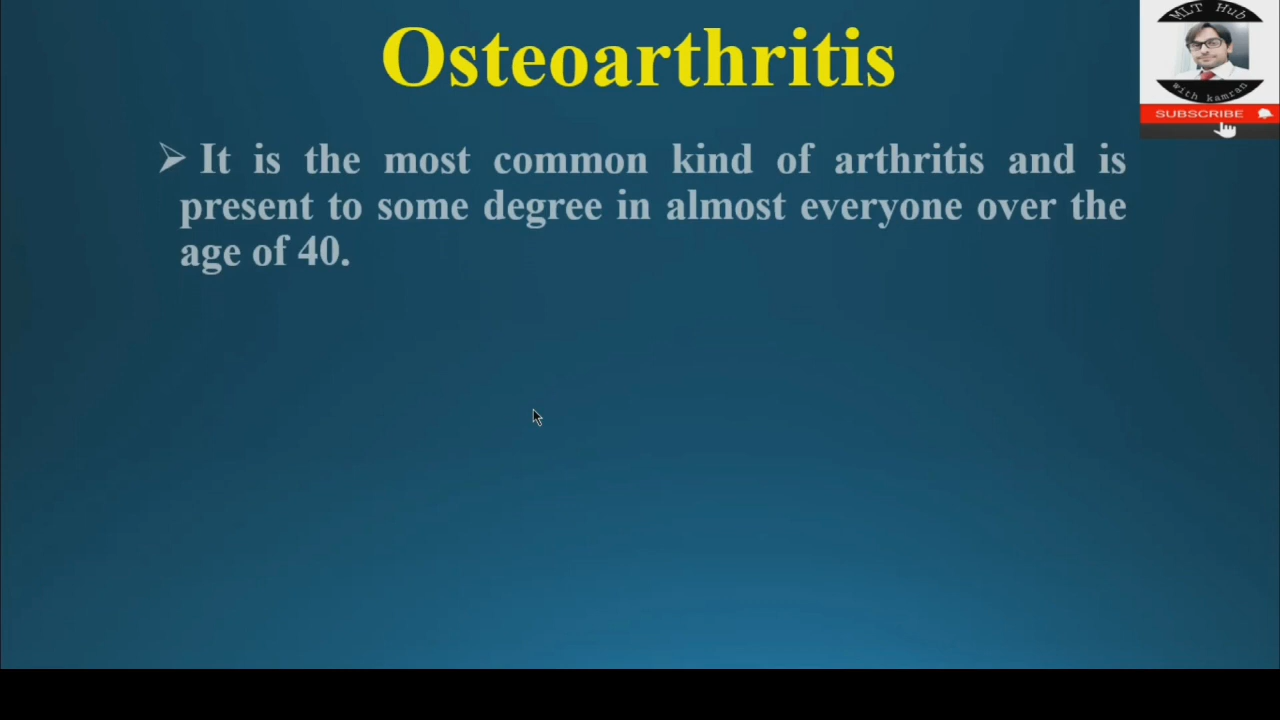 Osteoarthritis
MLT Hub
with kamran
SUBSCRIBE
➢ It is the most common kind of arthritis and is
present to some degree in almost everyone over the
age of 40.